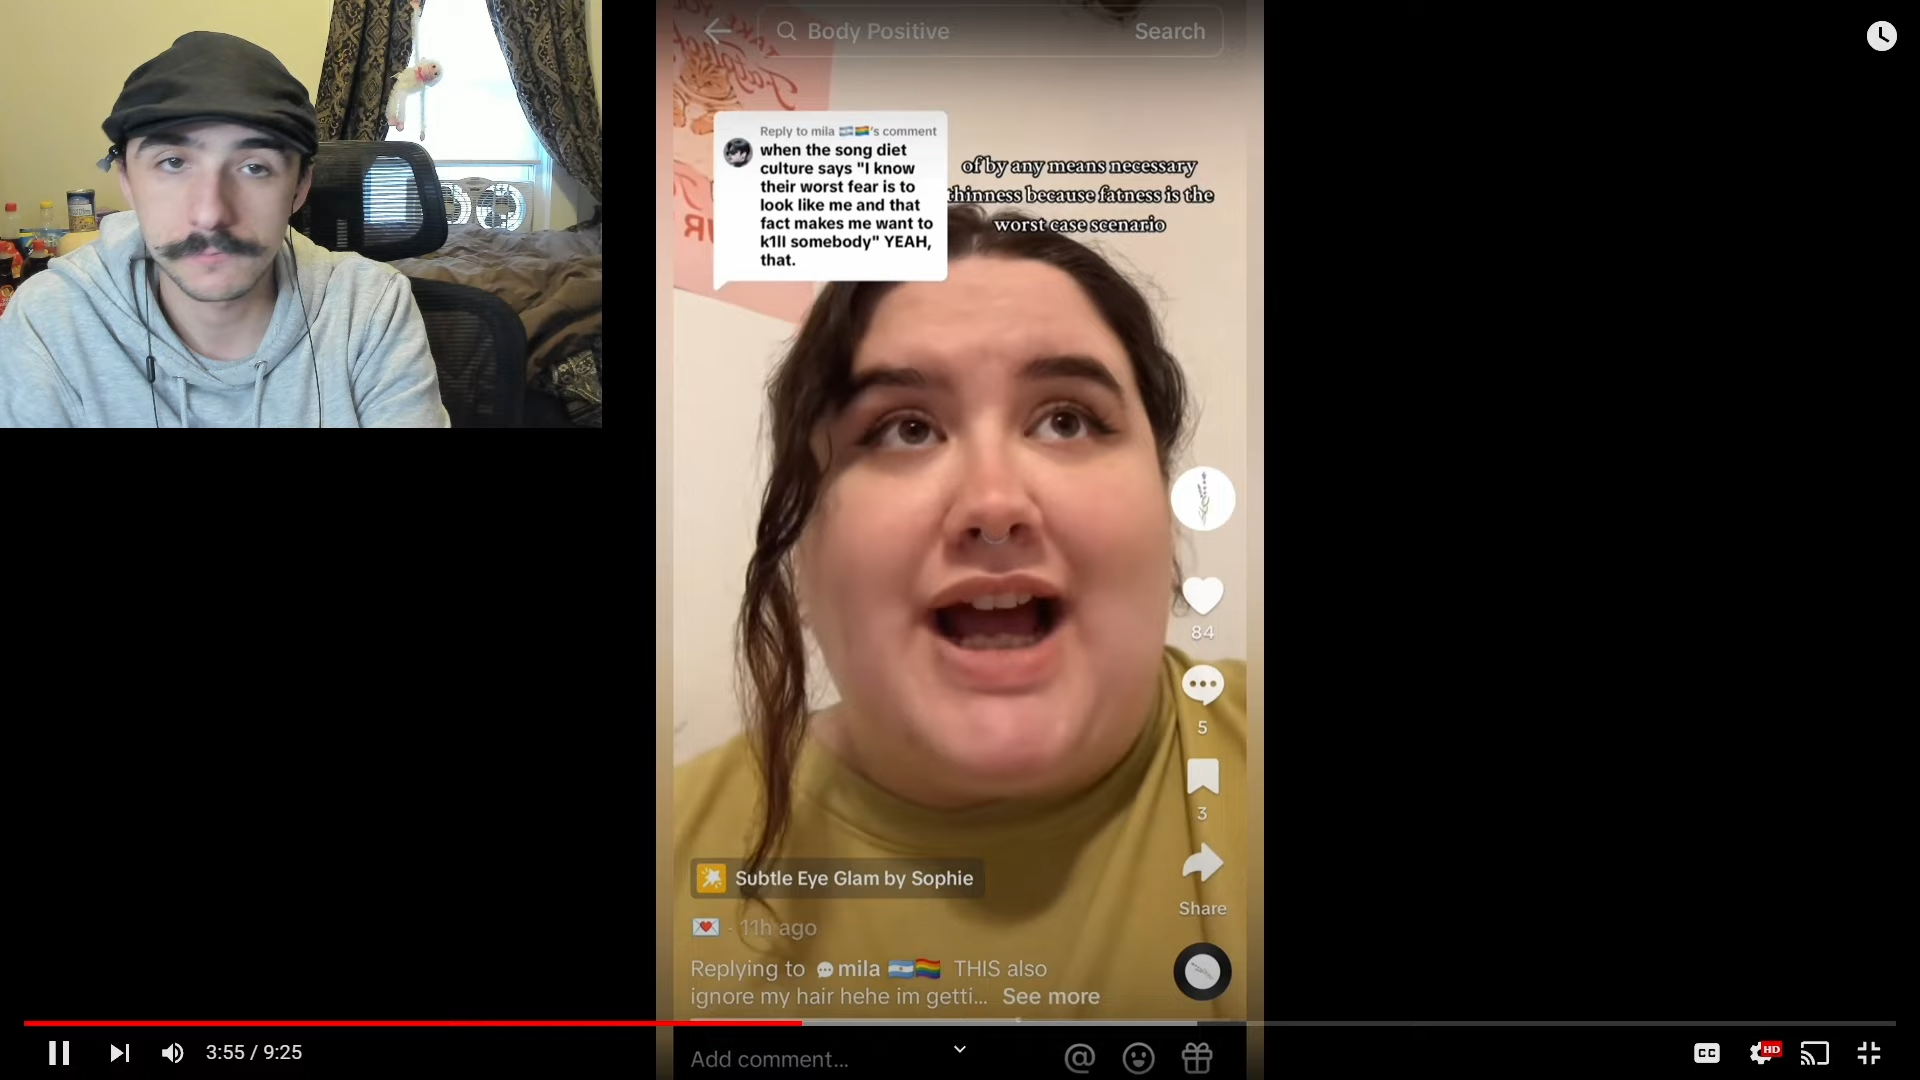 Body Positive
Search
Reply to mila 🇦🇷🏳️‍🌈's comment
when the song diet
culture says "I know
their worst fear is to
look like me and that
fact makes me want to
k1ll somebody" YEAH,
that.
of by any means necessary
thinness because fatness is the
worst case scenario
84
5
3
Share
Subtle Eye Glam by Sophie
💌 · 11h ago
Replying to 💬mila 🇦🇷🏳️‍🌈 THIS also
ignore my hair hehe im getti... See more
Add comment...
3:55 / 9:25
CC
HD